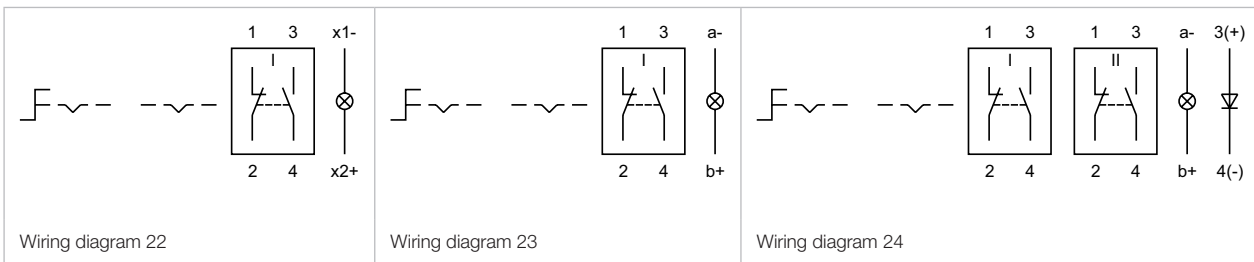 1 3 x1-
I
2 4 x2+
Wiring diagram 22
1 3 a-
I
2 4 b+
Wiring diagram 23
1 3 1 3 a- 3(+)
I II
2 4 2 4 b+ 4(-)
Wiring diagram 24